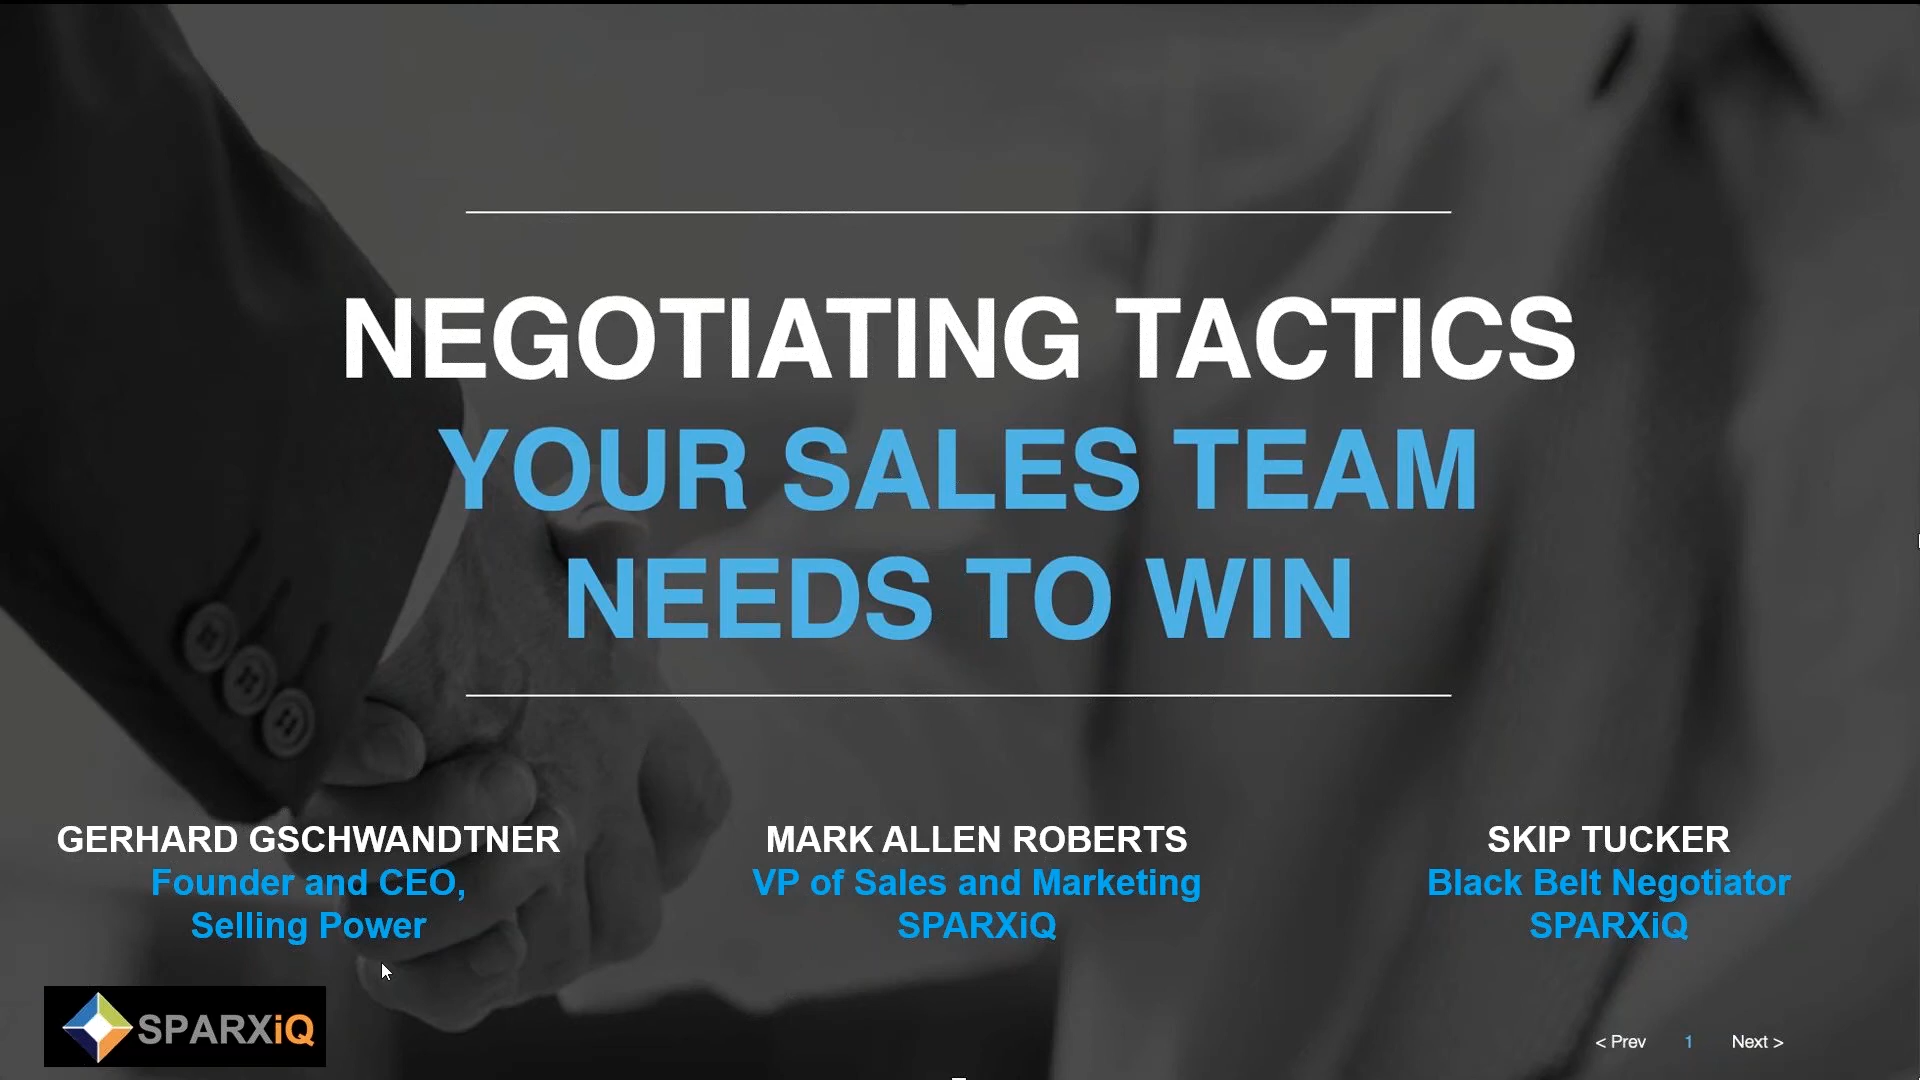 NEGOTIATING TACTICS
YOUR SALES TEAM
NEEDS TO WIN
GERHARD GSCHWANDTNER
Founder and CEO,
Selling Power
MARK ALLEN ROBERTS
VP of Sales and Marketing
SPARXiQ
SKIP TUCKER
Black Belt Negotiator
SPARXiQ
SPARXiQ
< Prev 1 Next >